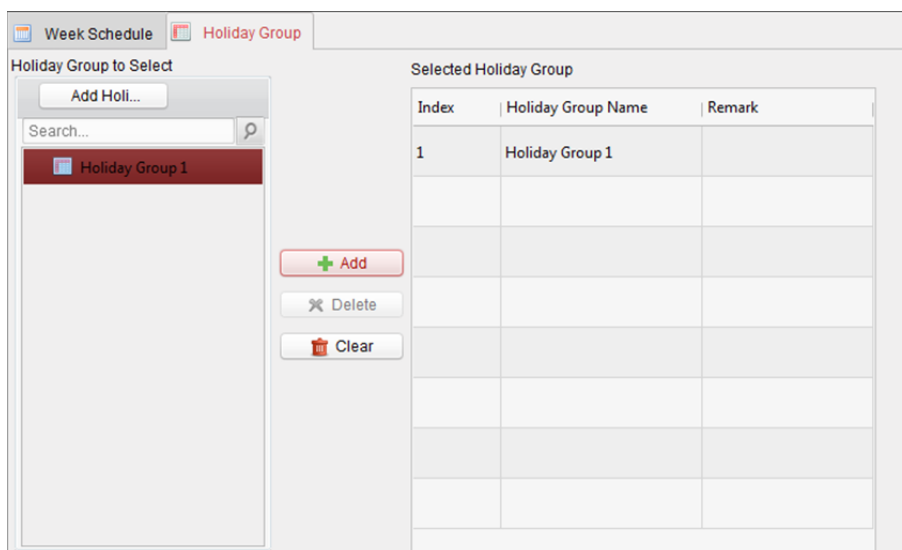 Week Schedule
Holiday Group
Holiday Group to Select
Add Holi...
Search...
Holiday Group 1
Add
Delete
Clear
Selected Holiday Group
Index Holiday Group Name Remark
1 Holiday Group 1